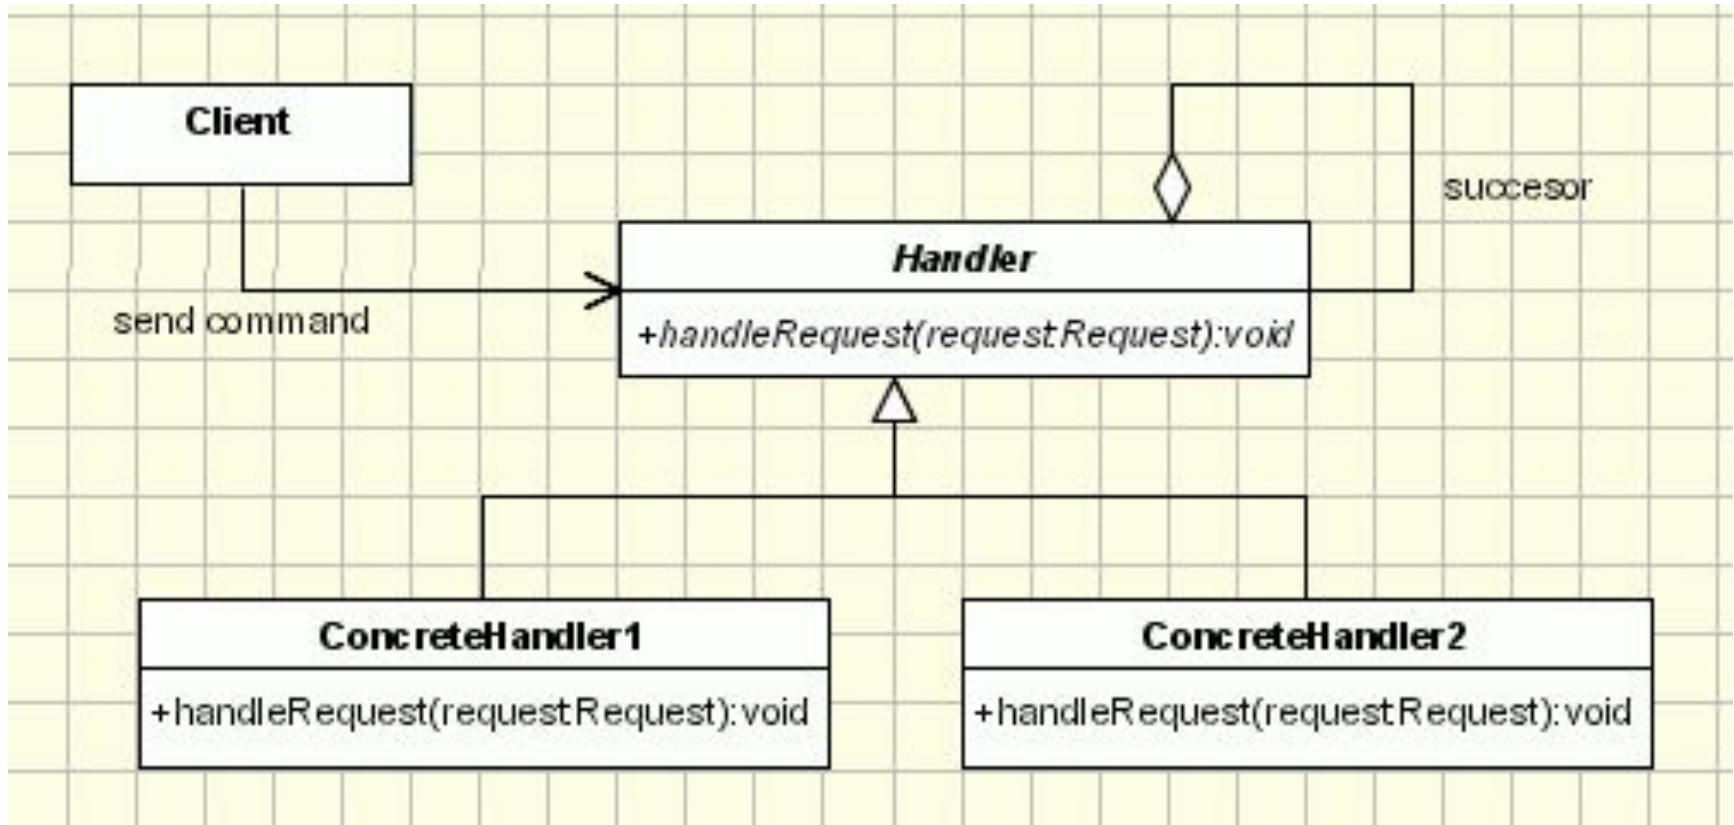 Client
succesor
Handler
send command
+handleRequest(request:Request):void
ConcreteHandler1
ConcreteHandler2
+handleRequest(request:Request):void
+handleRequest(request:Request):void